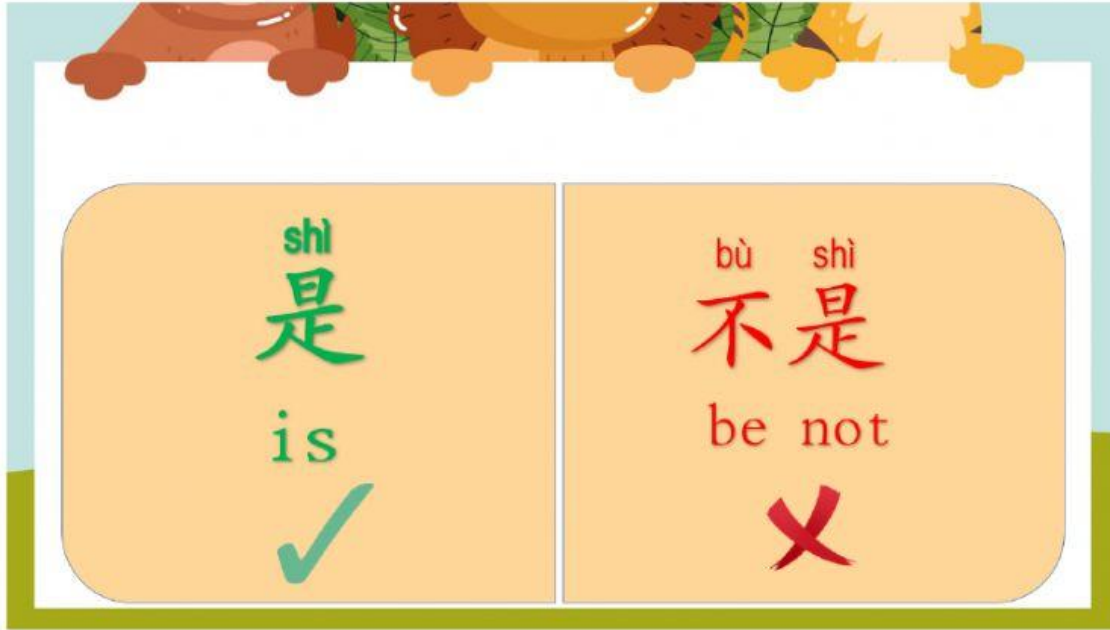 shì
是
is
bù shì
不是
be not